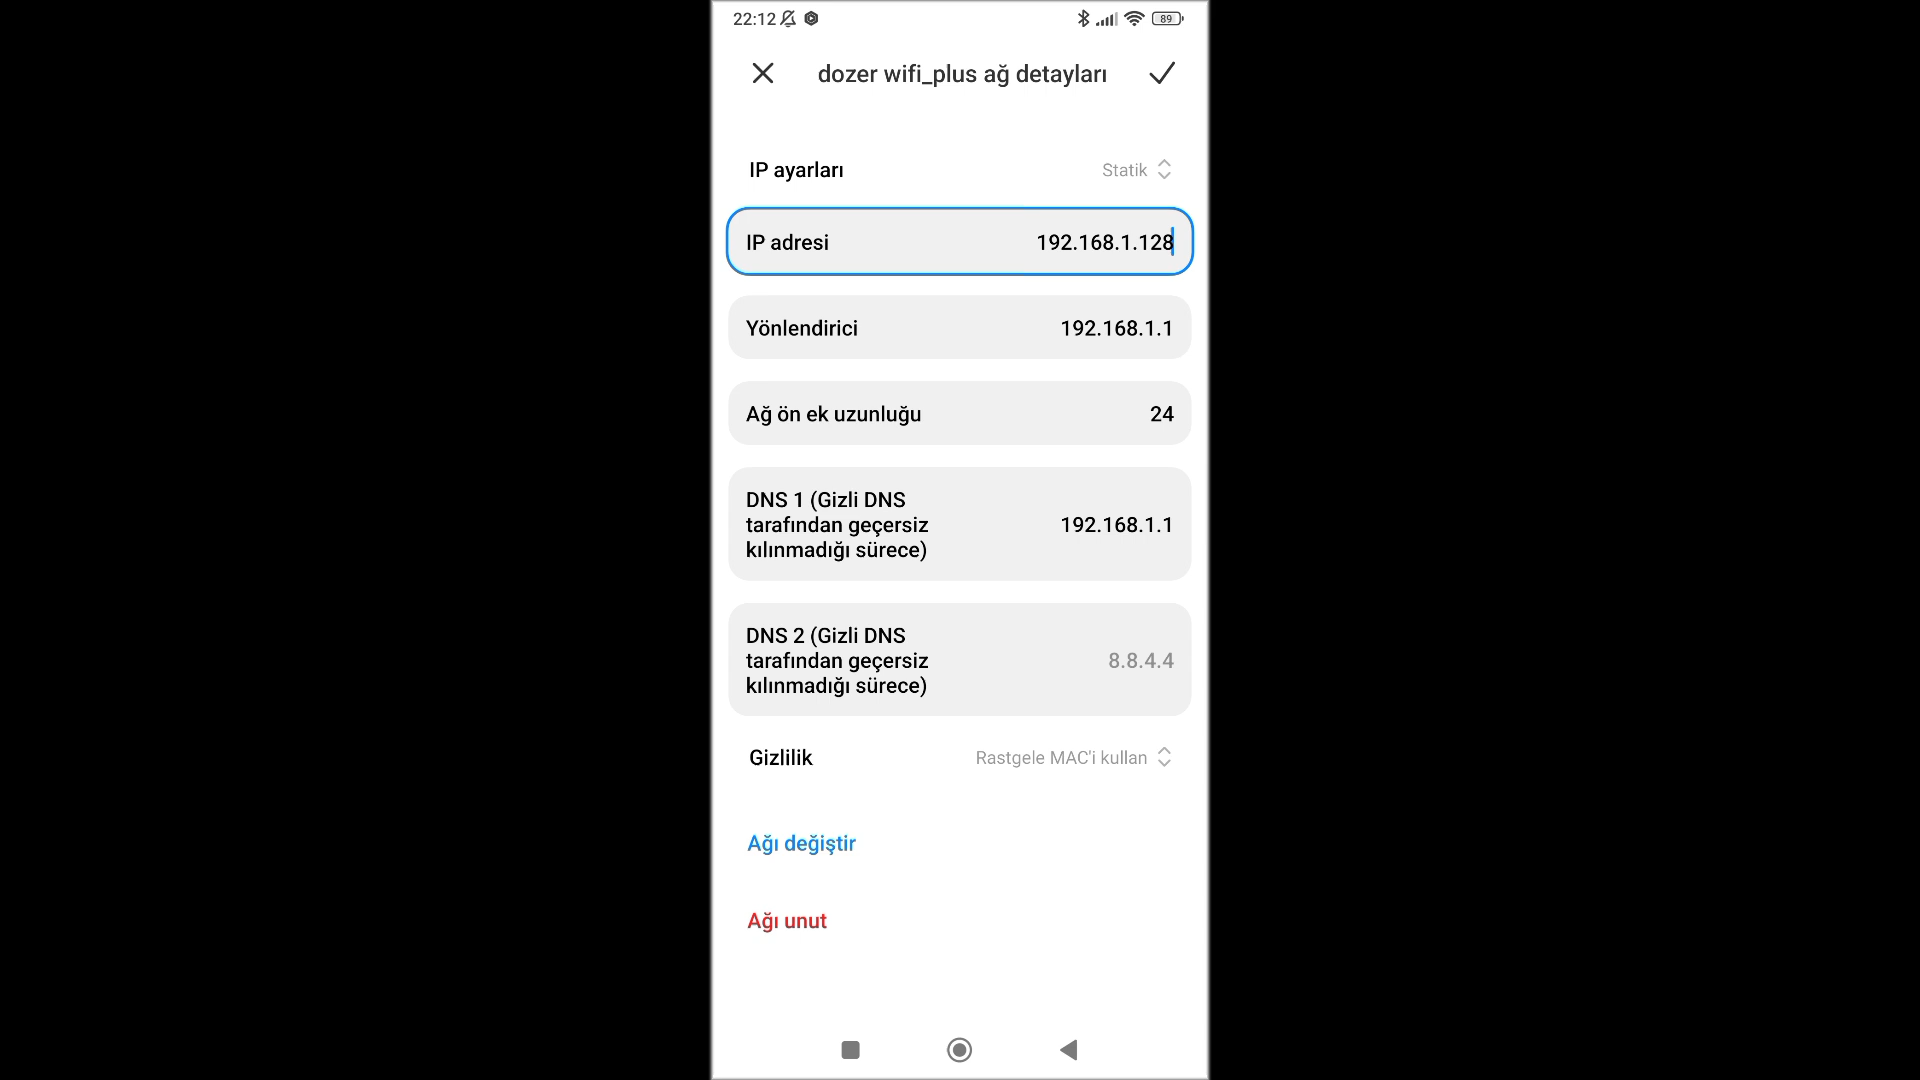 22:12
89
dozer wifi_plus ağ detayları
IP ayarları
Statik
IP adresi
192.168.1.128
Yönlendirici
192.168.1.1
Ağ ön ek uzunluğu
24
DNS 1 (Gizli DNS
tarafından geçersiz
kılınmadığı sürece)
192.168.1.1
DNS 2 (Gizli DNS
tarafından geçersiz
kılınmadığı sürece)
8.8.4.4
Gizlilik
Rastgele MAC'i kullan
Ağı değiştir
Ağı unut